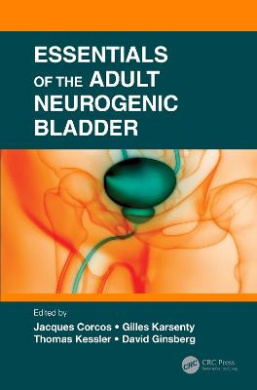 ESSENTIALS
OF THE ADULT
NEUROGENIC
BLADDER
Edited by
Jacques Corcos • Gilles Karsenty
Thomas Kessler • David Ginsberg
CRC Press